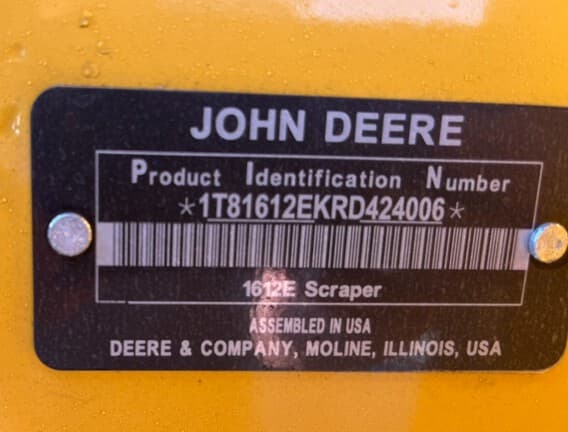 JOHN DEERE
Product Identification Number
*1T81612EKRD424006*
1612E Scraper
ASSEMBLED IN USA
DEERE & COMPANY, MOLINE, ILLINOIS, USA